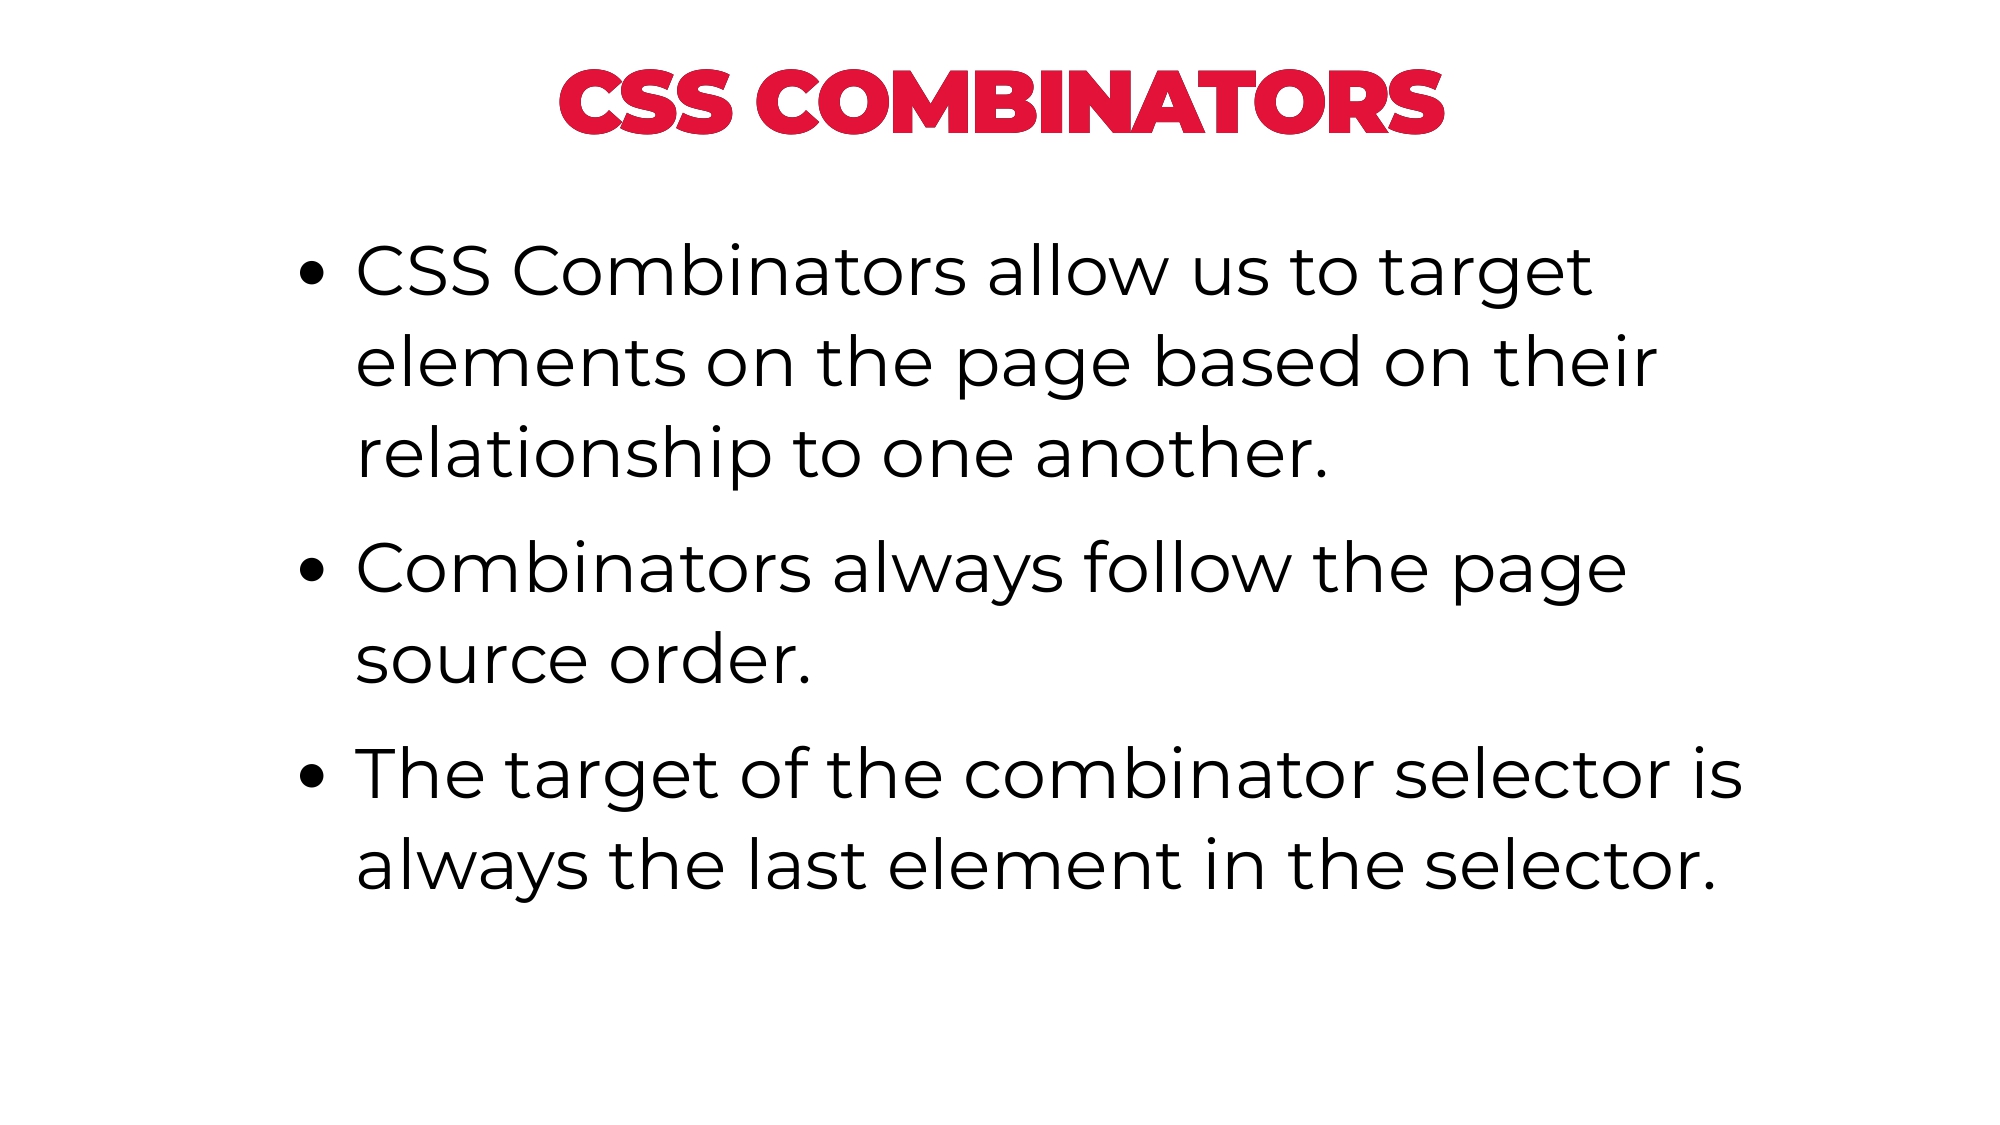 CSS COMBINATORS
• CSS Combinators allow us to target
elements on the page based on their
relationship to one another.
• Combinators always follow the page
source order.
• The target of the combinator selector is
always the last element in the selector.